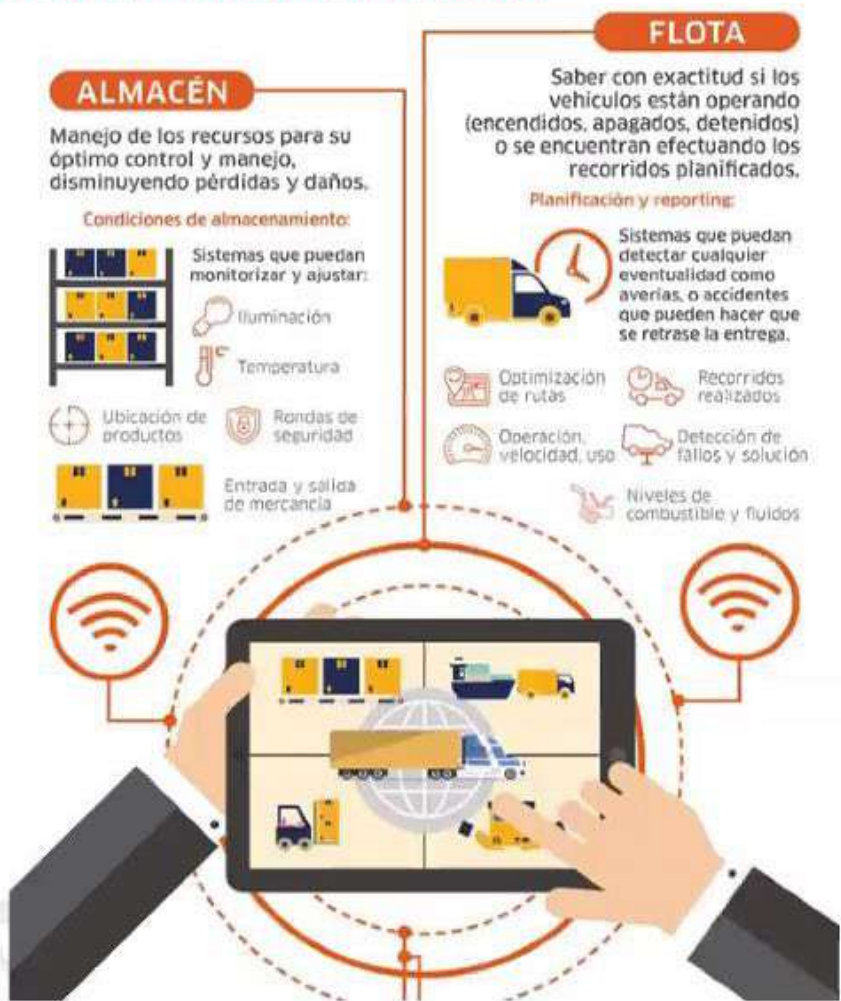 ALMACÉN
Manejo de los recursos para su
óptimo control y manejo,
disminuyendo pérdidas y daños.
Condiciones de almacenamiento:
Sistemas que puedan
monitorizar y ajustar:
Iluminación
Temperatura
Ubicación de
productos
Rondas de
seguridad
Entrada y salida
de mercancía
FLOTA
Saber con exactitud si los
vehículos están operando
(encendidos, apagados, detenidos)
o se encuentran efectuando los
recorridos planificados.
Planificación y reporting:
Sistemas que puedan
detectar cualquier
eventualidad como
averías, o accidentes
que pueden hacer que
se retrase la entrega.
Optimización
de rutas
Recorridos
realizados
Operación,
velocidad, uso
Detección de
fallos y solución
Niveles de
combustible y fluidos